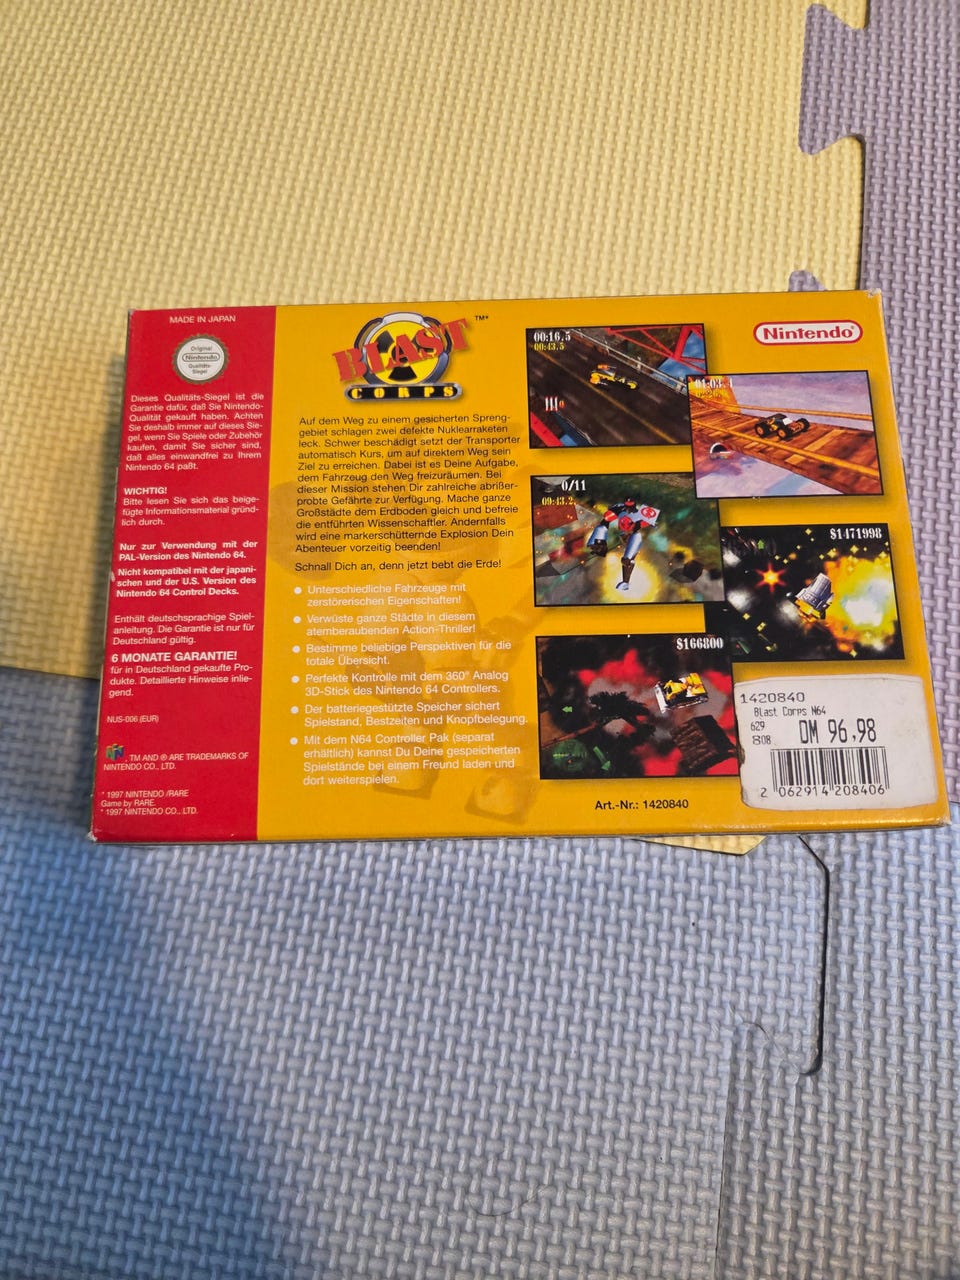 MADE IN JAPAN
Original
Nintendo
Qualitäts-
Siegel
Dieses Qualitäts-Siegel ist die
Garantie dafür, daß Sie Nintendo-
Qualität gekauft haben. Achten
Sie deshalb immer auf dieses Sie-
gel, wenn Sie Spiele oder Zubehör
kaufen, damit Sie sicher sind,
daß alles einwandfrei zu Ihrem
Nintendo 64 paßt.
WICHTIG!
Bitte lesen Sie sich das beige-
fügte Informationsmaterial gründ-
lich durch.
Nur zur Verwendung mit der
PAL-Version des Nintendo 64.
Nicht kompatibel mit der japani-
schen und der U.S. Version des
Nintendo 64 Control Decks.
Enthält deutschsprachige Spiel-
anleitung. Die Garantie ist nur für
Deutschland gültig.
6 MONATE GARANTIE!
für in Deutschland gekaufte Pro-
dukte. Detaillierte Hinweise inlie-
gend.
NUS-006 (EUR)
, TM AND ® ARE TRADEMARKS OF
NINTENDO CO., LTD.
* 1997 NINTENDO /RARE
Game by RARE.
* 1997 NINTENDO CO., LTD.
BLAST
CORPS
TM*
Auf dem Weg zu einem gesicherten Spreng-
gebiet schlagen zwei defekte Nuklearraketen
leck. Schwer beschädigt setzt der Transporter
automatisch Kurs, um auf direktem Weg sein
Ziel zu erreichen. Dabei ist es Deine Aufgabe,
dem Fahrzeug den Weg freizuräumen. Bei
dieser Mission stehen Dir zahlreiche abrißer-
probte Gefährte zur Verfügung. Mache ganze
Großstädte dem Erdboden gleich und befreie
die entführten Wissenschaftler. Andernfalls
wird eine markerschütternde Explosion Dein
Abenteuer vorzeitig beenden!
Schnall Dich an, denn jetzt bebt die Erde!
● Unterschiedliche Fahrzeuge mit
zerstörerischen Eigenschaften!
● Verwüste ganze Städte in diesem
atemberaubenden Action-Thriller!
● Bestimme beliebige Perspektiven für die
totale Übersicht.
● Perfekte Kontrolle mit dem 360° Analog
3D-Stick des Nintendo 64 Controllers.
● Der batteriegestützte Speicher sichert
Spielstand, Bestzeiten und Knopfbelegung.
● Mit dem N64 Controller Pak (separat
erhältlich) kannst Du Deine gespeicherten
Spielstände bei einem Freund laden und
dort weiterspielen.
Nintendo®
00:16.5
00:43.5
01:03.4
0/11
09:43.2
$1471998
$166800
Art.-Nr.: 1420840
1420840
Blast Corps N64
629
808
DM 96,98
2 062914 208406